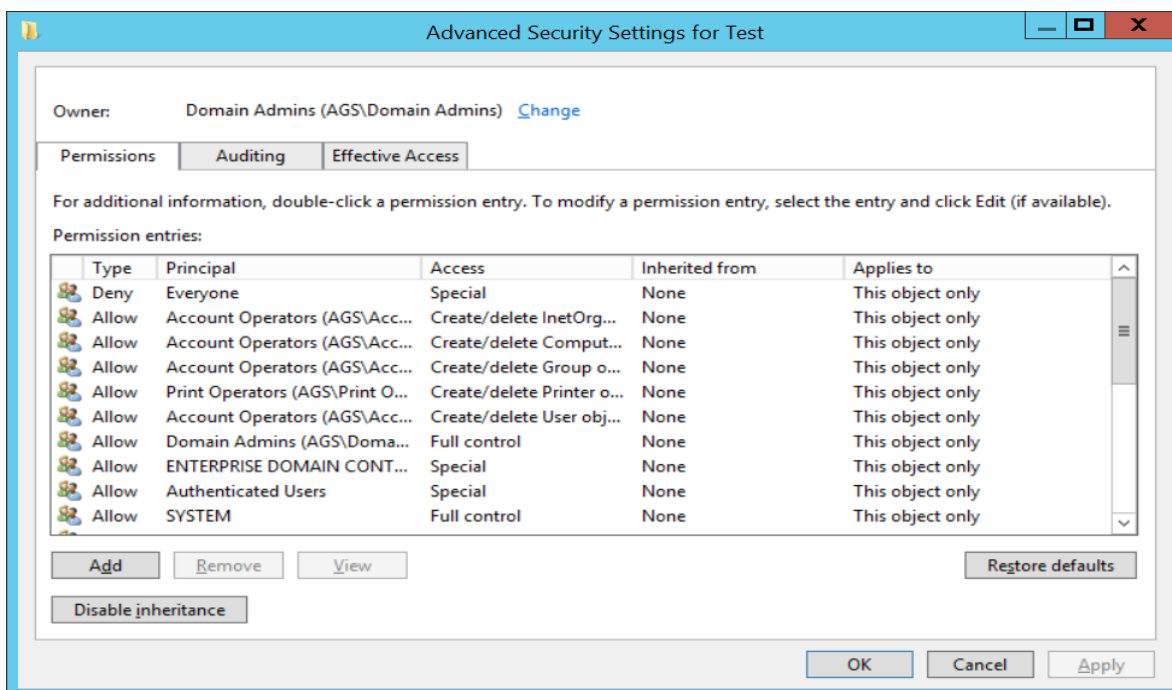 Advanced Security Settings for Test
Owner: Domain Admins (AGS\Domain Admins) Change
Permissions Auditing Effective Access
For additional information, double-click a permission entry. To modify a permission entry, select the entry and click Edit (if available).
Permission entries:
Type Principal Access Inherited from Applies to
Deny Everyone Special None This object only
Allow Account Operators (AGS\Acc... Create/delete InetOrg... None This object only
Allow Account Operators (AGS\Acc... Create/delete Comput... None This object only
Allow Account Operators (AGS\Acc... Create/delete Group o... None This object only
Allow Print Operators (AGS\Print O... Create/delete Printer o... None This object only
Allow Account Operators (AGS\Acc... Create/delete User obj... None This object only
Allow Domain Admins (AGS\Doma... Full control None This object only
Allow ENTERPRISE DOMAIN CONT... Special None This object only
Allow Authenticated Users Special None This object only
Allow SYSTEM Full control None This object only
Add Remove View Restore defaults
Disable inheritance
OK Cancel Apply